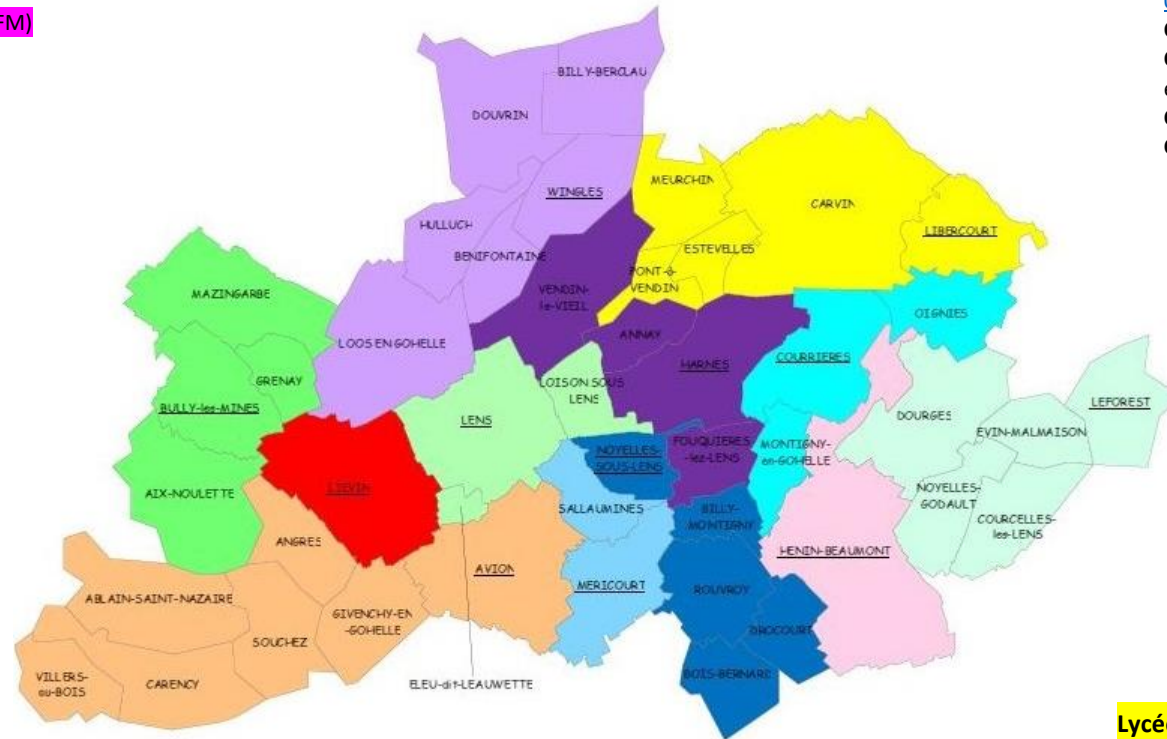 FM)
BILLY-BERCLAU
DOUVRIN
MEURCHIN
WINGLES
CARVIN
HULLUCH
LIBERCOURT
ESTEVELLES
BENIFONTAINE
PONT-à-
VENDIN
VENDIN-
le-VIEIL
MAZINGARBE
OIGNIES
ANNAY
LOOS EN GOHELLE
COURRIERES
HARNES
GRENAY
LOISON SOUS
LENS
BULLY-les-MINES
LEFOREST
DOURGES
LENS
EVIN-MALMAISON
FOUQUIERES
-lez-LENS
MONTIGNY-
en-GOHELLE
NOYELLES-
SOUS-LENS
LIEVIN
AIX-NOULETTE
NOYELLES-
GODAULT
SALLAUMINES
BILLY-
MONTIGNY
COURCELLES-
les-LENS
ANGRES
HENIN-BEAUMONT
AVION
MERICOURT
ROUVROY
ABLAIN-SAINT-NAZAIRE
GIVENCHY-EN
-GOHELLE
DROCOURT
SOUCHEZ
BOIS-BERNARD
VILLERS-
au-BOIS
CARENCY
ELEU-dit-LEAUWETTE
Lycé